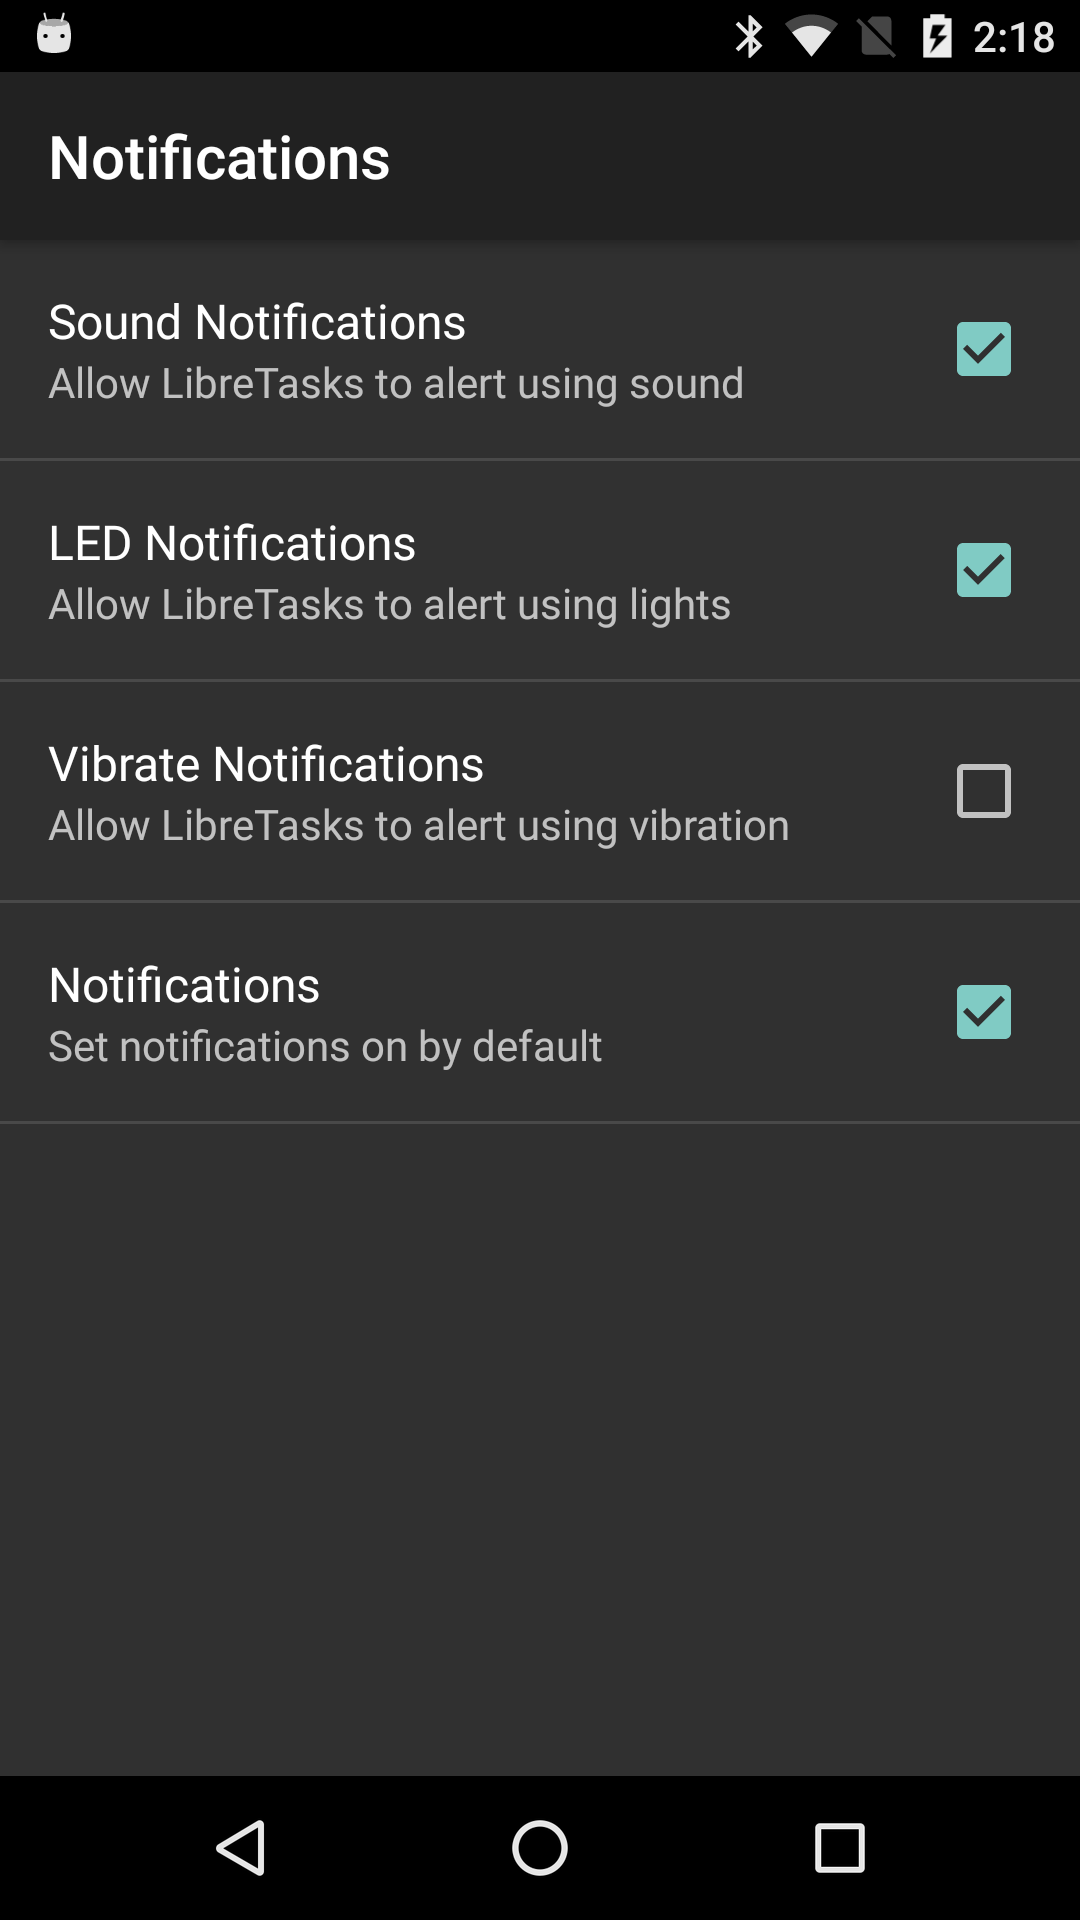 2:18
Notifications
Sound Notifications
Allow LibreTasks to alert using sound
LED Notifications
Allow LibreTasks to alert using lights
Vibrate Notifications
Allow LibreTasks to alert using vibration
Notifications
Set notifications on by default